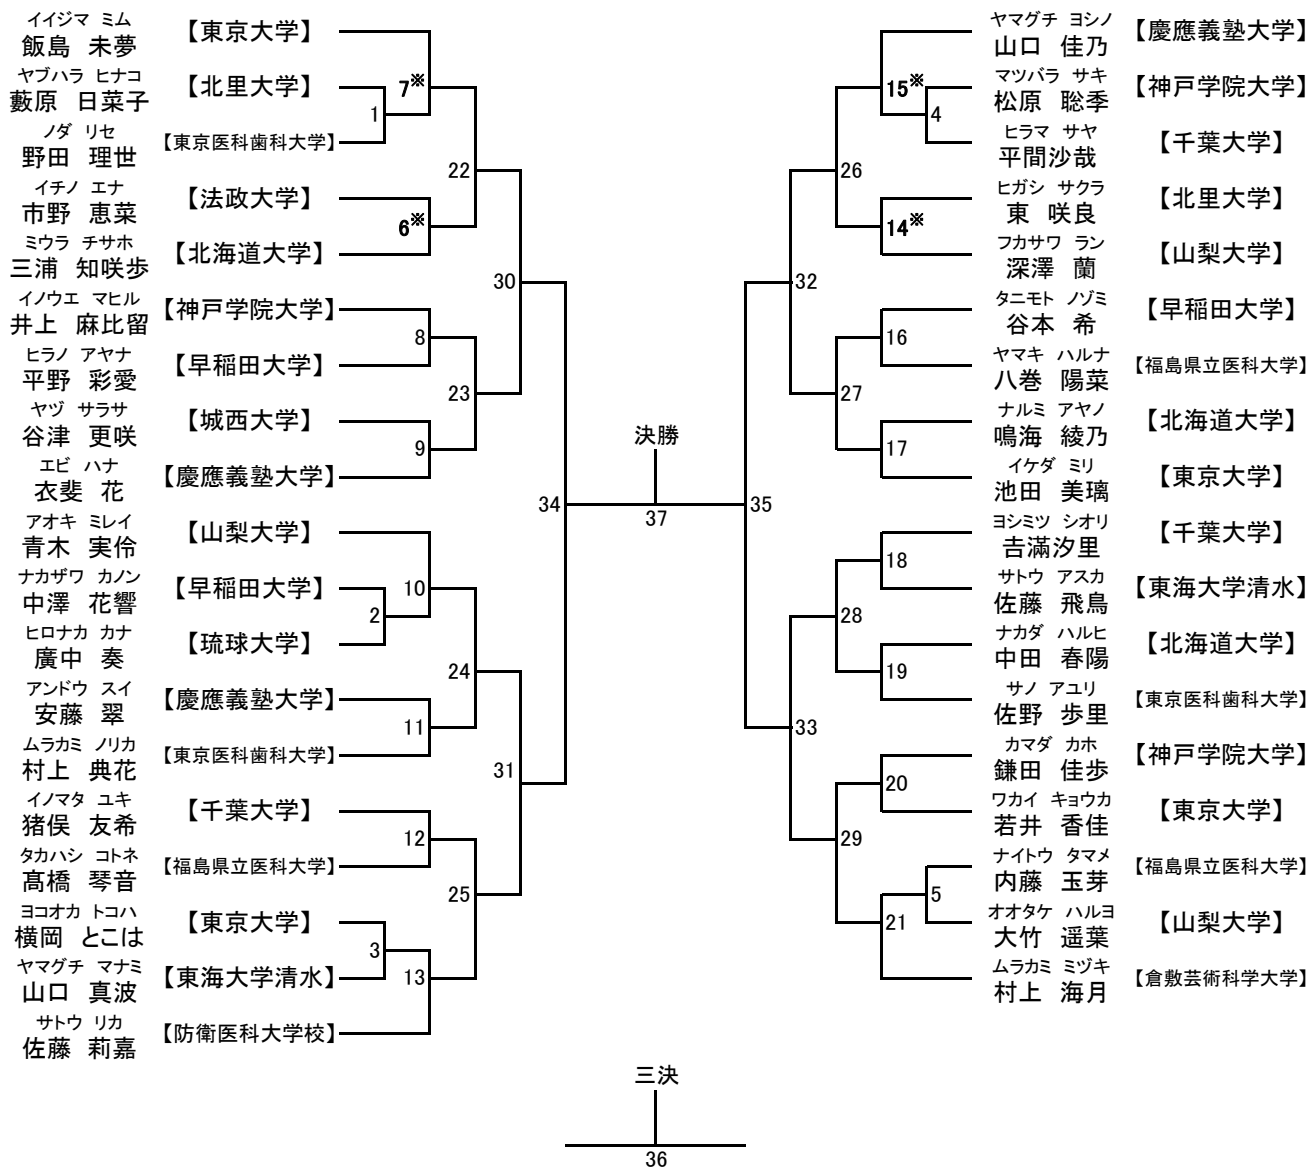 イイジマ ミム
飯島 未夢 【東京大学】
ヤブハラ ヒナコ
藪原 日菜子 【北里大学】
ノダ リセ
野田 理世 【東京医科歯科大学】
イチノ エナ
市野 恵菜 【法政大学】
ミウラ チサホ
三浦 知咲歩 【北海道大学】
イノウエ マヒル
井上 麻比留 【神戸学院大学】
ヒラノ アヤナ
平野 彩愛 【早稲田大学】
ヤヅ サラサ
谷津 更咲 【城西大学】
エビ ハナ
衣斐 花 【慶應義塾大学】
アオキ ミレイ
青木 実伶 【山梨大学】
ナカザワ カノン
中澤 花響 【早稲田大学】
ヒロナカ カナ
廣中 奏 【琉球大学】
アンドウ スイ
安藤 翠 【慶應義塾大学】
ムラカミ ノリカ
村上 典花 【東京医科歯科大学】
イノマタ ユキ
猪俣 友希 【千葉大学】
タカハシ コトネ
髙橋 琴音 【福島県立医科大学】
ヨコオカ トコハ
横岡 とこは 【東京大学】
ヤマグチ マナミ
山口 真波 【東海大学清水】
サトウ リカ
佐藤 莉嘉 【防衛医科大学校】
1
7※
6※
22
8
9
23
30
2
10
11
24
12
3
13
25
31
34
決勝
37
35
32
26
15※
4
14※
27
16
17
33
28
18
19
29
20
21
5
ヤマグチ ヨシノ
山口 佳乃 【慶應義塾大学】
マツバラ サキ
松原 聡季 【神戸学院大学】
ヒラマ サヤ
平間沙哉 【千葉大学】
ヒガシ サクラ
東 咲良 【北里大学】
フカサワ ラン
深澤 蘭 【山梨大学】
タニモト ノゾミ
谷本 希 【早稲田大学】
ヤマキ ハルナ
八巻 陽菜 【福島県立医科大学】
ナルミ アヤノ
鳴海 綾乃 【北海道大学】
イケダ ミリ
池田 美璃 【東京大学】
ヨシミツ シオリ
𠮷滿汐里 【千葉大学】
サトウ アスカ
佐藤 飛鳥 【東海大学清水】
ナカダ ハルヒ
中田 春陽 【北海道大学】
サノ アユリ
佐野 歩里 【東京医科歯科大学】
カマダ カホ
鎌田 佳歩 【神戸学院大学】
ワカイ キョウカ
若井 香佳 【東京大学】
ナイトウ タマメ
内藤 玉芽 【福島県立医科大学】
オオタケ ハルヨ
大竹 遥葉 【山梨大学】
ムラカミ ミヅキ
村上 海月 【倉敷芸術科学大学】
三決
36